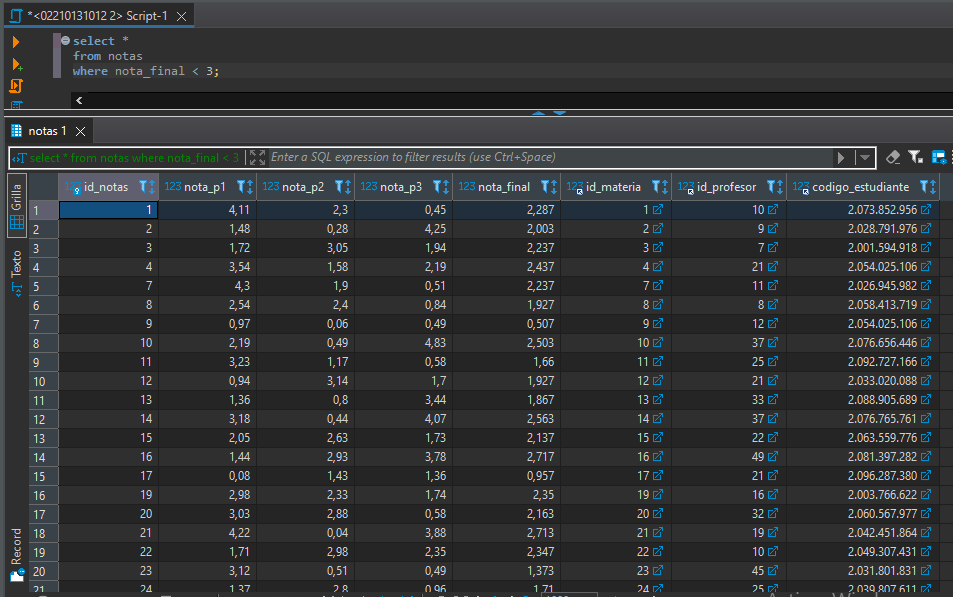 *<02210131012 2> Script-1
select *
from notas
where nota_final < 3;
notas 1
select * from notas where nota_final < 3 Enter a SQL expression to filter results (use Ctrl+Space)
Grilla
Texto
Record
id_notas 123 nota_p1 123 nota_p2 123 nota_p3 123 nota_final 123 id_materia 123 id_profesor 123 codigo_estudiante
1 1 4,11 2,3 0,45 2,287 1 10 2.073.852.956
2 2 1,48 0,28 4,25 2,003 2 9 2.028.791.976
3 3 1,72 3,05 1,94 2,237 3 7 2.001.594.918
4 4 3,54 1,58 2,19 2,437 4 21 2.054.025.106
5 7 4,3 1,9 0,51 2,237 7 11 2.026.945.982
6 8 2,54 2,4 0,84 1,927 8 8 2.058.413.719
7 9 0,97 0,06 0,49 0,507 9 12 2.054.025.106
8 10 2,19 0,49 4,83 2,503 10 37 2.076.656.446
9 11 3,23 1,17 0,58 1,66 11 25 2.092.727.166
10 12 0,94 3,14 1,7 1,927 12 21 2.033.020.088
11 13 1,36 0,8 3,44 1,867 13 33 2.088.905.689
12 14 3,18 0,44 4,07 2,563 14 37 2.076.765.761
13 15 2,05 2,63 1,73 2,137 15 22 2.063.559.776
14 16 1,44 2,93 3,78 2,717 16 49 2.081.397.282
15 17 0,08 1,43 1,36 0,957 17 21 2.096.287.380
16 19 2,98 2,33 1,74 2,35 19 16 2.003.766.622
17 20 3,03 2,88 0,58 2,163 20 32 2.060.567.977
18 21 4,22 0,04 3,88 2,713 21 19 2.042.451.864
19 22 1,71 2,98 2,35 2,347 22 10 2.049.307.431
20 23 3,12 0,51 0,49 1,373 23 45 2.031.801.831
21 24 1,37 2,8 0,96 1,71 24 25 2.039.807.611